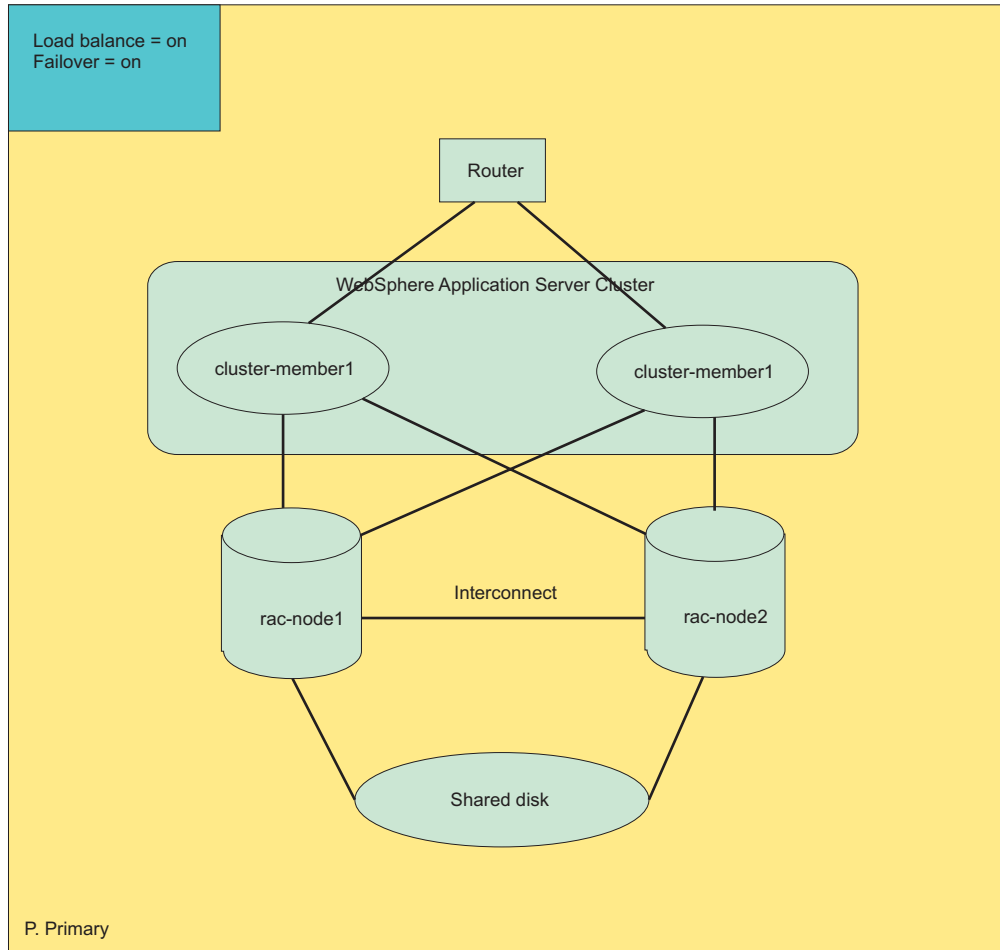 Load balance = on
Failover = on
Router
WebSphere Application Server Cluster
cluster-member1
cluster-member1
Interconnect
rac-node1
rac-node2
Shared disk
P. Primary